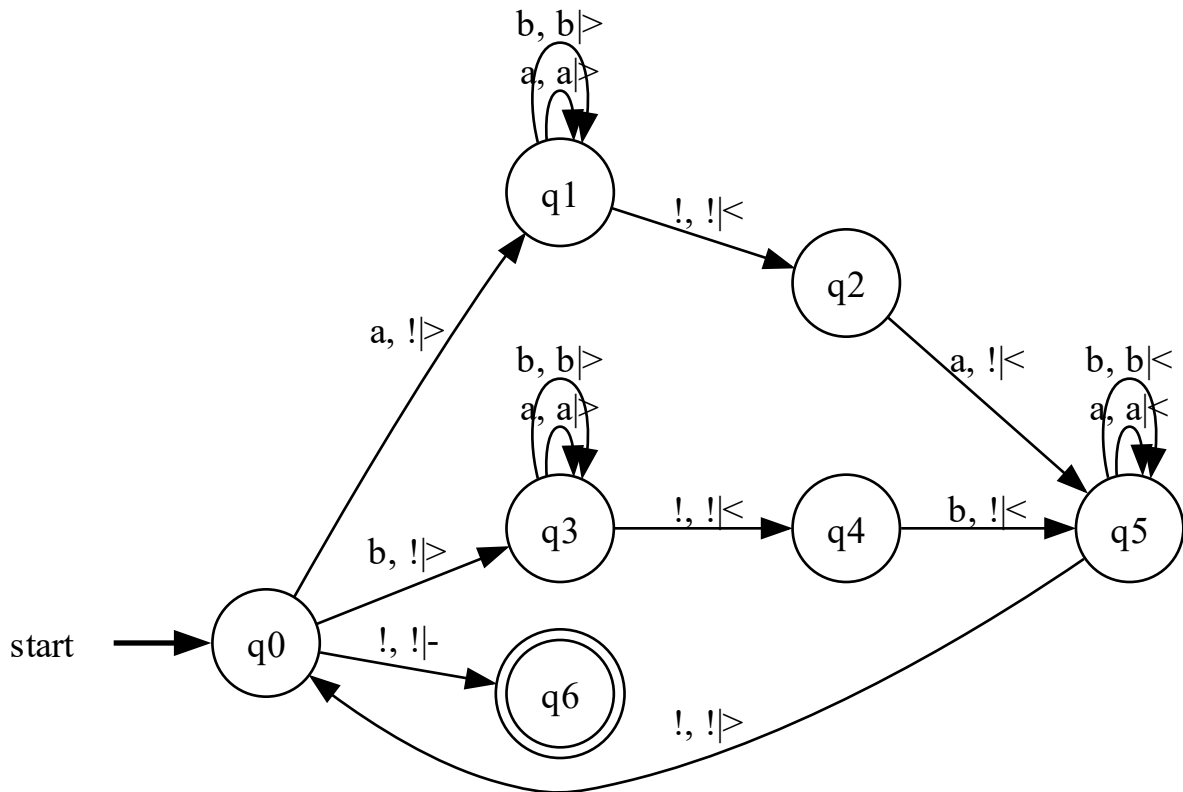 b, b|>
a, a|>
q1
!, !|<
q2
a, !|>
b, b|>
a, a|>
a, !|<
b, b|<
a, a|<
q3
!, !|<
q4
b, !|<
q5
b, !|>
start
q0
!, !|-
q6
!, !|>